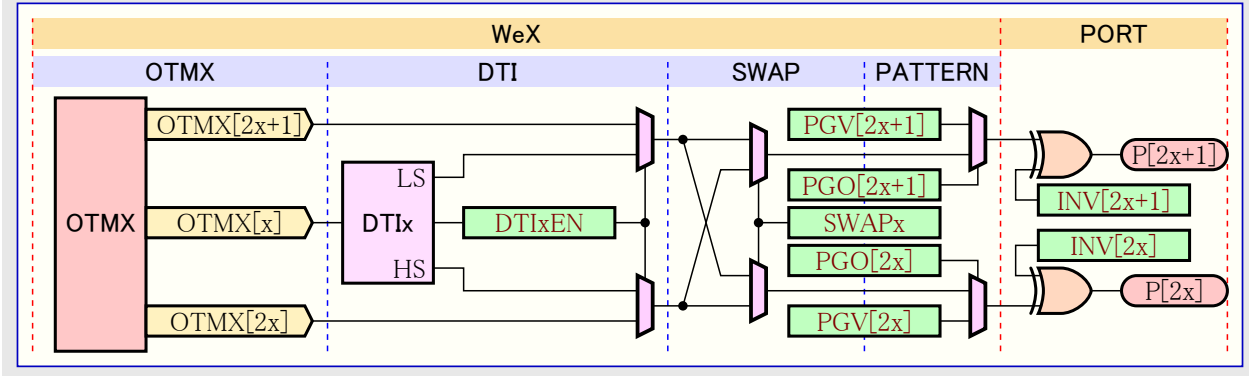 WeX
PORT
OTMX
DTI
SWAP
PATTERN
OTMX[2x+1]
PGV[2x+1]
P[2x+1]
LS
PGO[2x+1]
INV[2x+1]
OTMX
OTMX[x]
DTIx
DTIxEN
SWAPx
INV[2x]
HS
PGO[2x]
P[2x]
OTMX[2x]
PGV[2x]